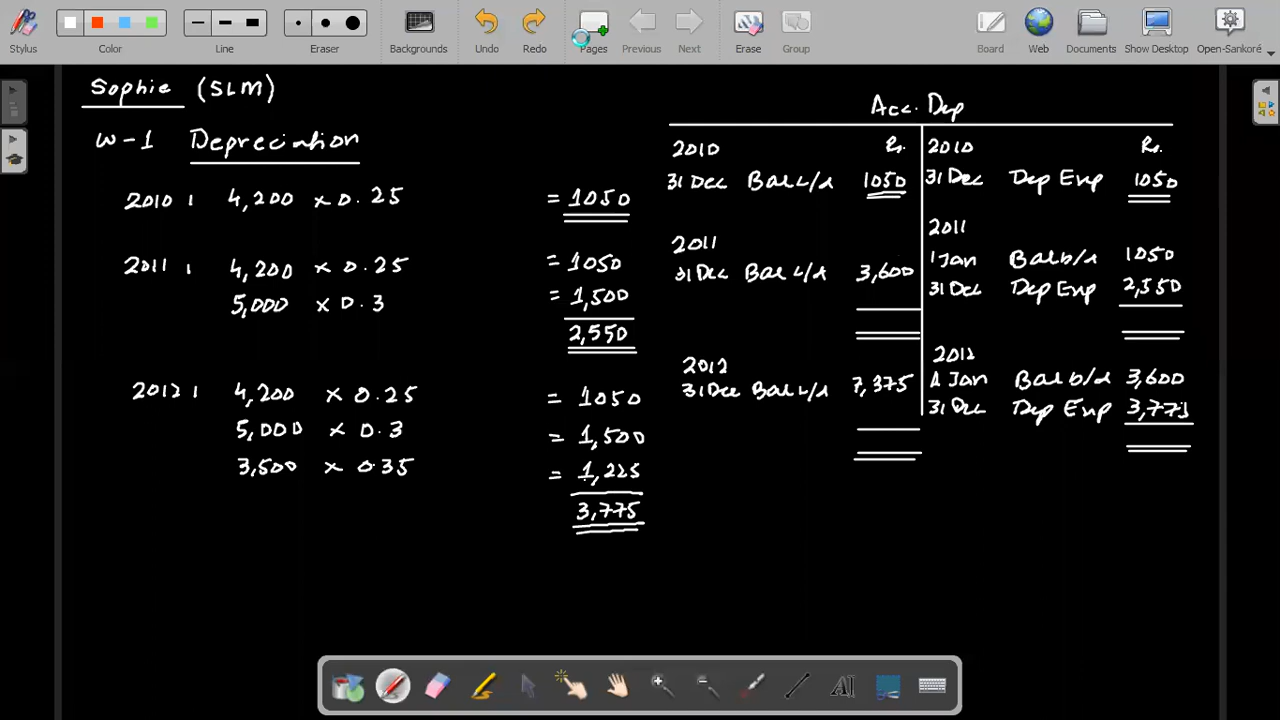 Stylus Color Line Eraser Backgrounds Undo Redo Pages Previous Next Erase Group Board Web Documents Show Desktop Open-Sankoré
Sophie (SLM)
W-1 Depreciation
2010 : 4,200 x 0.25 = 1050
2011 : 4,200 x 0.25 = 1050
5,000 x 0.3 = 1,500
2,550
2012 : 4,200 x 0.25 = 1050
5,000 x 0.3 = 1,500
3,500 x 0.35 = 1,225
3,775
Acc. Dep
2010 Rs.
31 Dec Bal c/d 1050
2011
31 Dec Bal c/d 3,600
2012
31 Dec Bal c/d 7,375
2010 Rs.
31 Dec Dep Exp 1050
2011
1 Jan Bal b/d 1050
31 Dec Dep Exp 2,550
2012
1 Jan Bal b/d 3,600
31 Dec Dep Exp 3,775